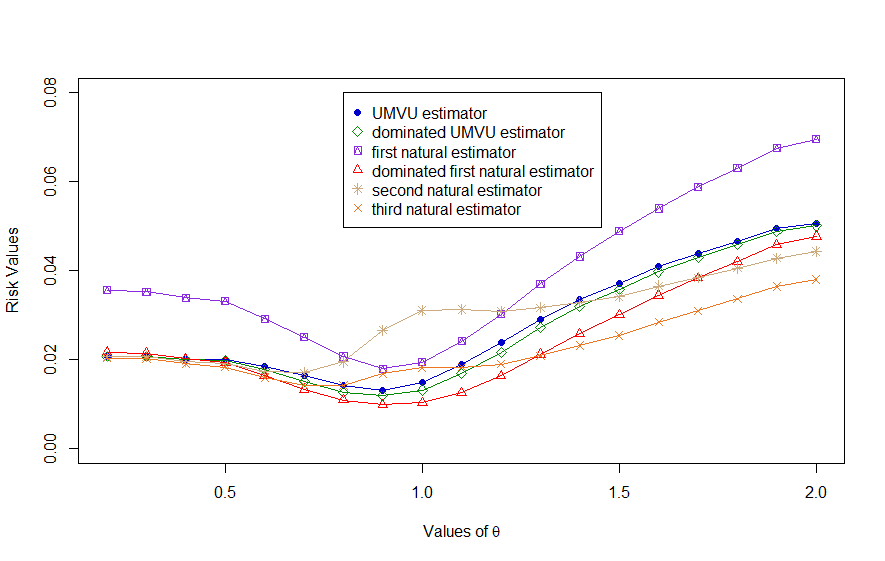 0.08
0.06
0.04
0.02
0.00
Risk Values
UMVU estimator
dominated UMVU estimator
first natural estimator
dominated first natural estimator
second natural estimator
third natural estimator
0.5 1.0 1.5 2.0
Values of θ